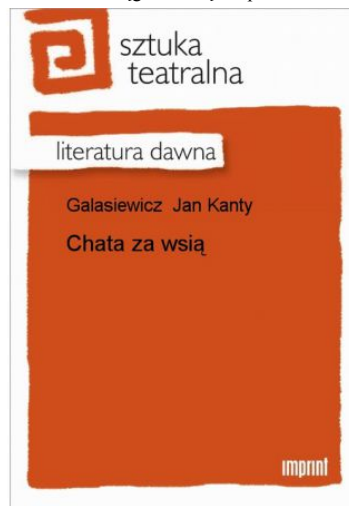 sztuka
teatralna
literatura dawna
Galasiewicz Jan Kanty
Chata za wsią
imprint